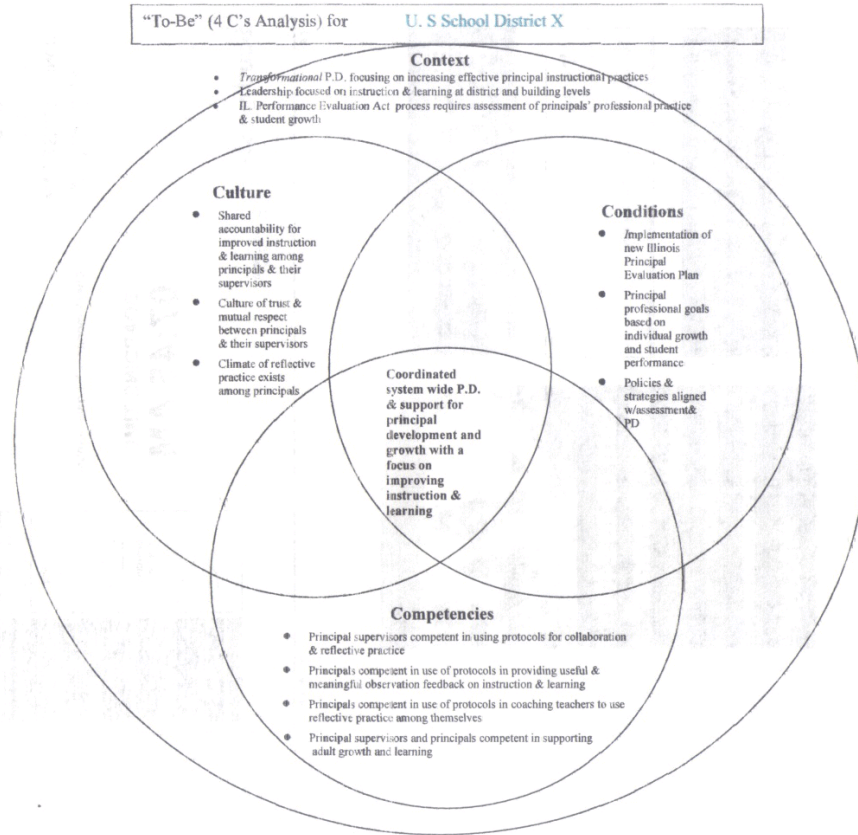 "To-Be" (4 C's Analysis) for U. S School District X
Context
• Transformational P.D. focusing on increasing effective principal instructional practices
• Leadership focused on instruction & learning at district and building levels
• IL. Performance Evaluation Act process requires assessment of principals' professional practice
& student growth
Culture
• Shared
accountability for
improved instruction
& learning among
principals & their
supervisors
• Culture of trust &
mutual respect
between principals
& their supervisors
• Climate of reflective
practice exists
among principals
Conditions
• Implementation of
new Illinois
Principal
Evaluation Plan
• Principal
professional goals
based on
individual growth
and student
performance
• Policies &
strategies aligned
w/assessment&
PD
Coordinated
system wide P.D.
& support for
principal
development and
growth with a
focus on
improving
instruction &
learning
Competencies
• Principal supervisors competent in using protocols for collaboration
& reflective practice
• Principals competent in use of protocols in providing useful &
meaningful observation feedback on instruction & learning
• Principals competent in use of protocols in coaching teachers to use
reflective practice among themselves
• Principal supervisors and principals competent in supporting
adult growth and learning